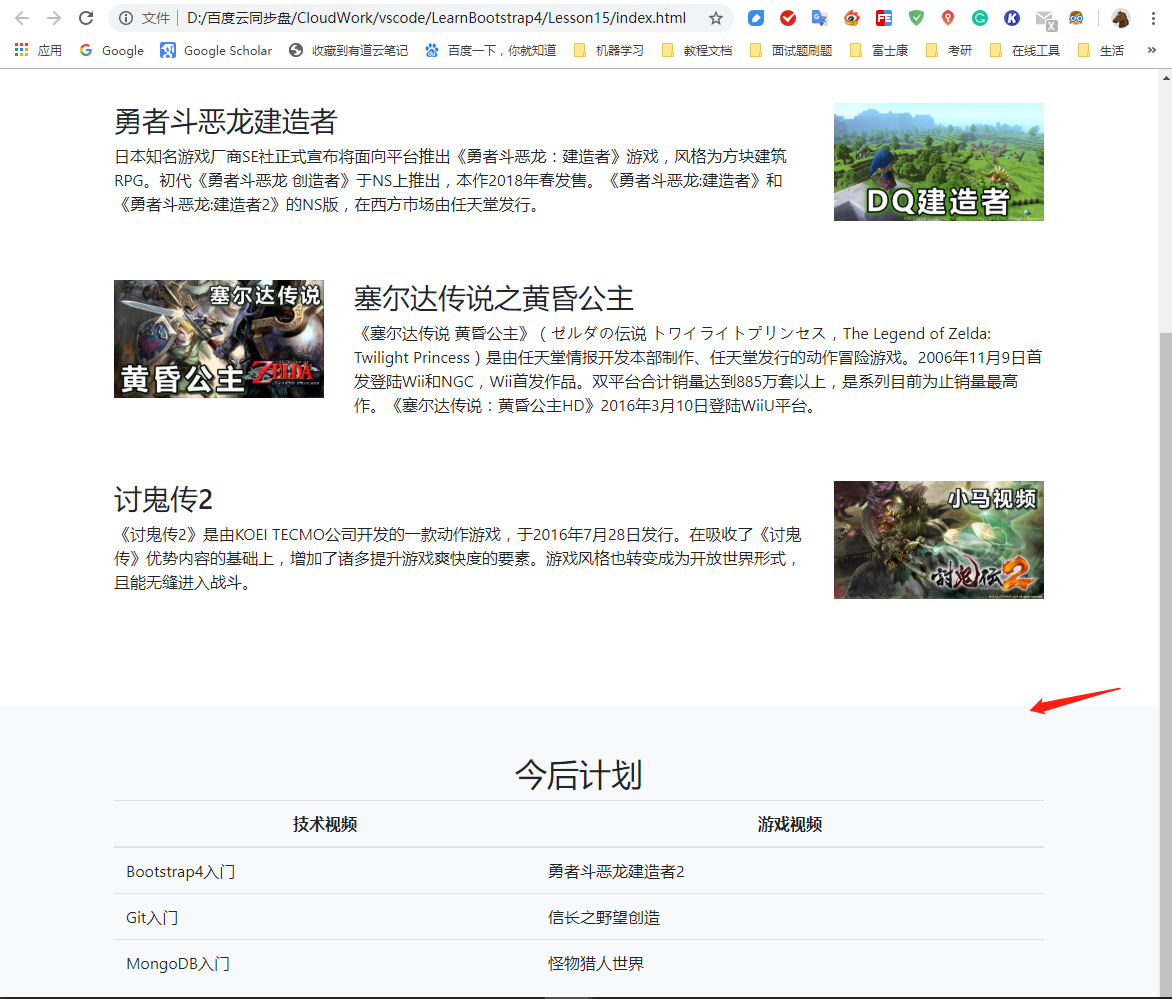 文件 D:/百度云同步盘/CloudWork/vscode/LearnBootstrap4/Lesson15/index.html
应用 Google Google Scholar 收藏到有道云笔记 百度一下，你就知道 机器学习 教程文档 面试题刷题 富士康 考研 在线工具 生活 »
勇者斗恶龙建造者
日本知名游戏厂商SE社正式宣布将面向平台推出《勇者斗恶龙：建造者》游戏，风格为方块建筑
RPG。初代《勇者斗恶龙 创造者》于NS上推出，本作2018年春发售。《勇者斗恶龙:建造者》和
《勇者斗恶龙:建造者2》的NS版，在西方市场由任天堂发行。
DQ建造者
塞尔达传说
黄昏公主
ZELDA
塞尔达传说之黄昏公主
《塞尔达传说 黄昏公主》（ゼルダの伝说 トワイライトプリンセス，The Legend of Zelda:
Twilight Princess）是由任天堂情报开发本部制作、任天堂发行的动作冒险游戏。2006年11月9日首
发登陆Wii和NGC，Wii首发作品。双平台合计销量达到885万套以上，是系列目前为止销量最高
作。《塞尔达传说：黄昏公主HD》2016年3月10日登陆WiiU平台。
讨鬼传2
《讨鬼传2》是由KOEI TECMO公司开发的一款动作游戏，于2016年7月28日发行。在吸收了《讨鬼
传》优势内容的基础上，增加了诸多提升游戏爽快度的要素。游戏风格也转变成为开放世界形式，
且能无缝进入战斗。
小马视频
討鬼伝2
今后计划
技术视频 游戏视频
Bootstrap4入门 勇者斗恶龙建造者2
Git入门 信长之野望创造
MongoDB入门 怪物猎人世界